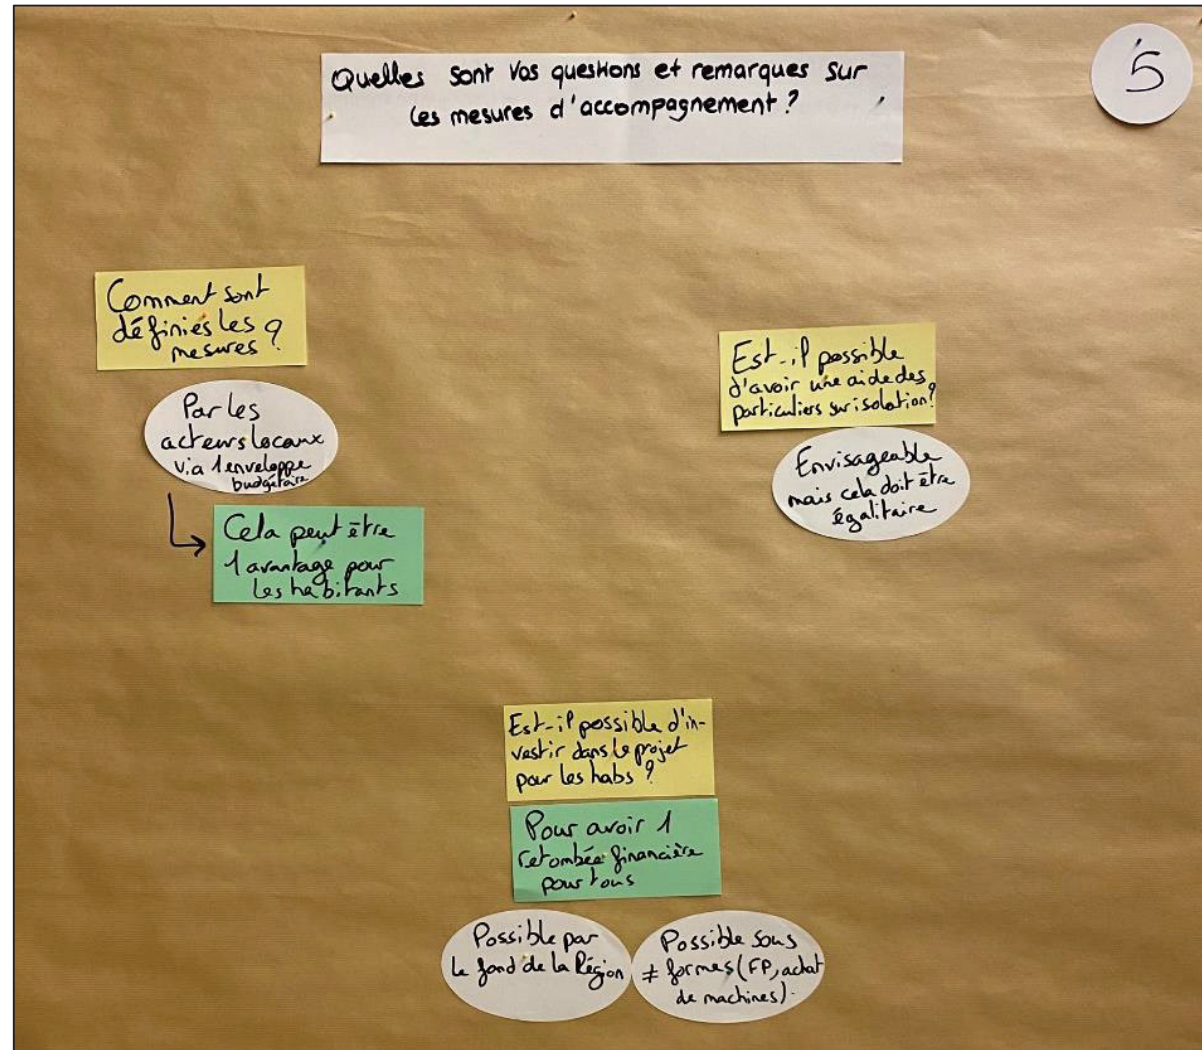 Quelles sont vos questions et remarques sur
les mesures d'accompagnement ?
5
Comment sont
définies les
mesures ?
Par les
acteurs locaux
via 1 enveloppe
budgétaire
Cela peut être
1 avantage pour
les habitants
Est-il possible
d'avoir une aide des
particuliers sur isolation?
Envisageable
mais cela doit être
égalitaire
Est-il possible d'in-
vestir dans le projet
pour les habs ?
Pour avoir 1
retombée financière
pour tous
Possible par
le fond de la Région
Possible sous
≠ formes (FP, achat
de machines).